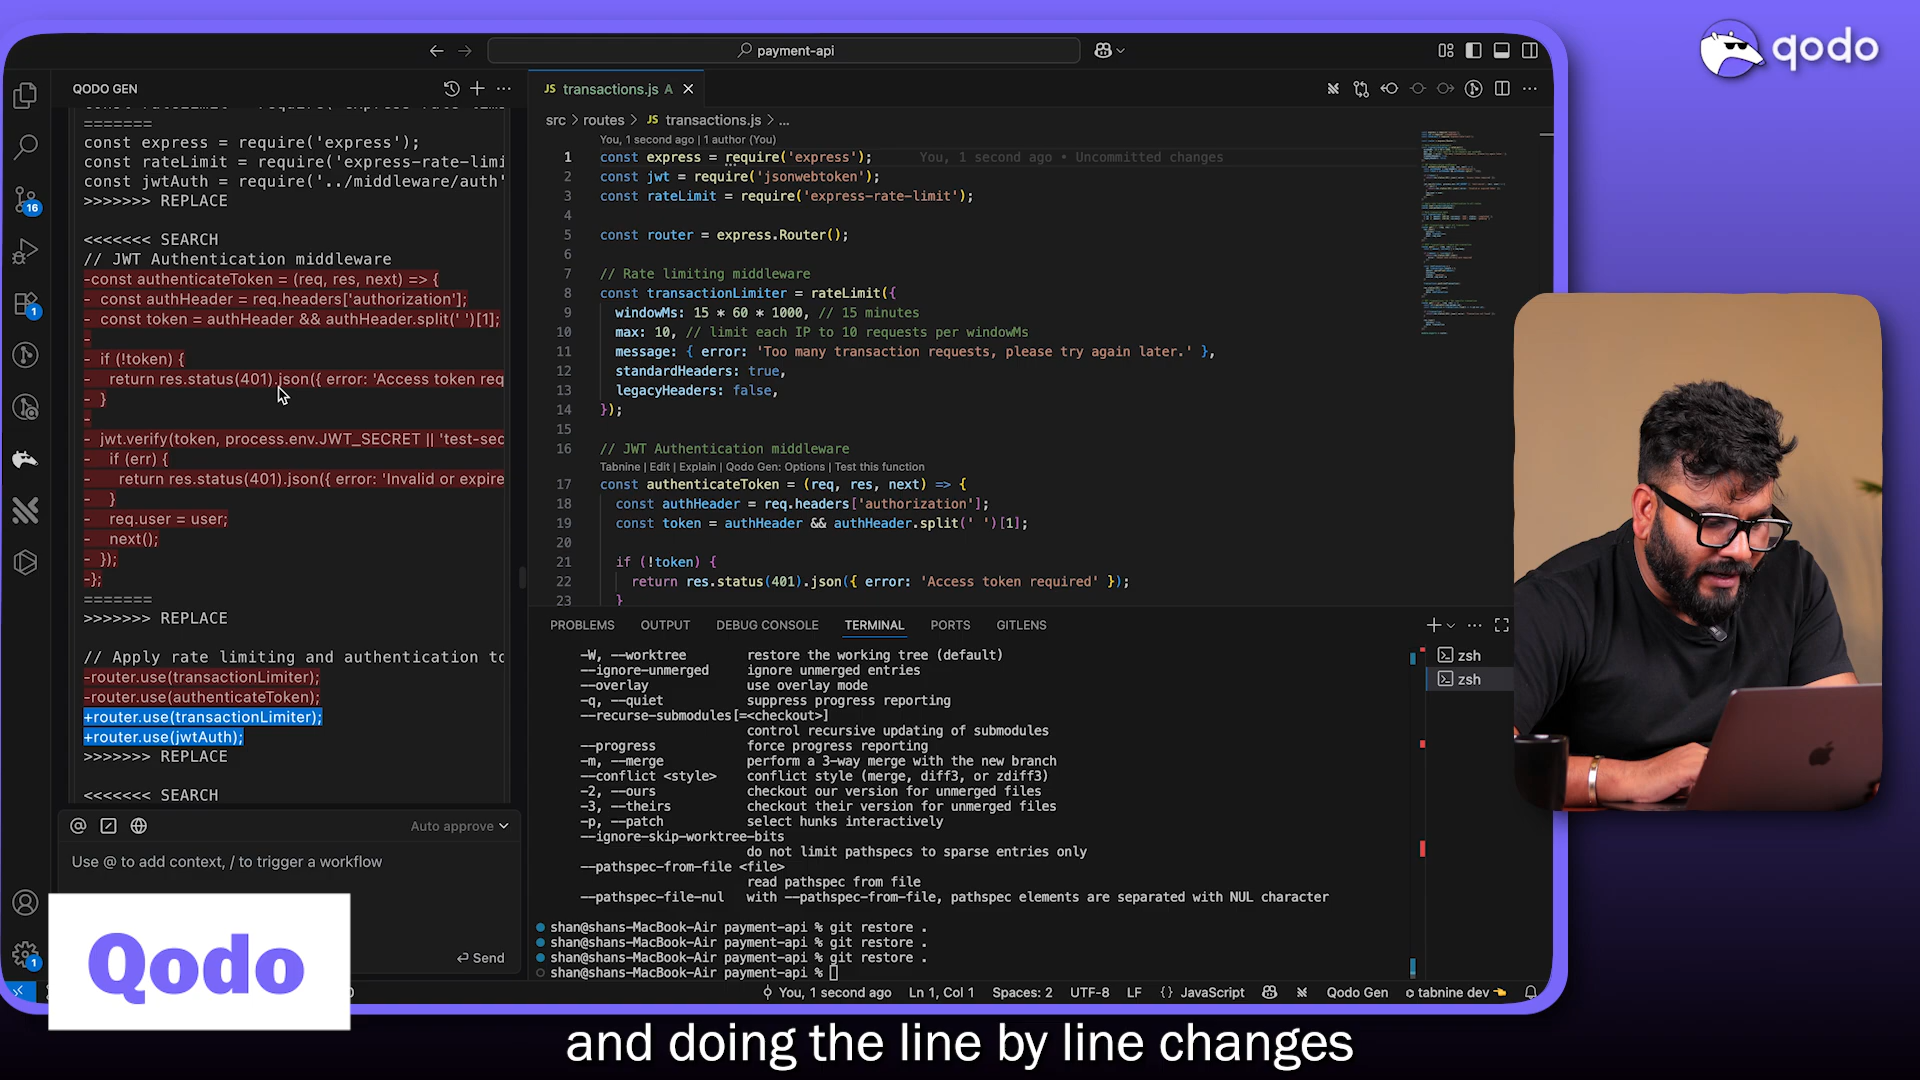 payment-api
qodo
QODO GEN
=======
const express = require('express');
const rateLimit = require('express-rate-limi
const jwtAuth = require('../middleware/auth'
>>>>>>> REPLACE
<<<<<<< SEARCH
// JWT Authentication middleware
-const authenticateToken = (req, res, next) => {
-  const authHeader = req.headers['authorization'];
-  const token = authHeader && authHeader.split(' ')[1];
-
-  if (!token) {
-    return res.status(401).json({ error: 'Access token req
-  }
-
-  jwt.verify(token, process.env.JWT_SECRET || 'test-sec
-    if (err) {
-      return res.status(401).json({ error: 'Invalid or expire
-    }
-    req.user = user;
-    next();
-  });
-};
=======
>>>>>>> REPLACE
// Apply rate limiting and authentication to
-router.use(transactionLimiter);
-router.use(authenticateToken);
+router.use(transactionLimiter);
+router.use(jwtAuth);
>>>>>>> REPLACE
<<<<<<< SEARCH
Auto approve
Use @ to add context, / to trigger a workflow
Send
16
1
1
JS transactions.js A
src > routes > JS transactions.js > ...
You, 1 second ago | 1 author (You)
1 const express = require('express'); You, 1 second ago • Uncommitted changes
2 const jwt = require('jsonwebtoken');
3 const rateLimit = require('express-rate-limit');
4
5 const router = express.Router();
6
7 // Rate limiting middleware
8 const transactionLimiter = rateLimit({
9 windowMs: 15 * 60 * 1000, // 15 minutes
10 max: 10, // limit each IP to 10 requests per windowMs
11 message: { error: 'Too many transaction requests, please try again later.' },
12 standardHeaders: true,
13 legacyHeaders: false,
14 });
15
16 // JWT Authentication middleware
Tabnine | Edit | Explain | Qodo Gen: Options | Test this function
17 const authenticateToken = (req, res, next) => {
18 const authHeader = req.headers['authorization'];
19 const token = authHeader && authHeader.split(' ')[1];
20
21 if (!token) {
22 return res.status(401).json({ error: 'Access token required' });
23 }
PROBLEMS OUTPUT DEBUG CONSOLE TERMINAL PORTS GITLENS
-W, --worktree restore the working tree (default)
--ignore-unmerged ignore unmerged entries
--overlay use overlay mode
-q, --quiet suppress progress reporting
--recurse-submodules[=<checkout>]
control recursive updating of submodules
--progress force progress reporting
-m, --merge perform a 3-way merge with the new branch
--conflict <style> conflict style (merge, diff3, or zdiff3)
-2, --ours checkout our version for unmerged files
-3, --theirs checkout their version for unmerged files
-p, --patch select hunks interactively
--ignore-skip-worktree-bits
do not limit pathspecs to sparse entries only
--pathspec-from-file <file>
read pathspec from file
--pathspec-file-nul with --pathspec-from-file, pathspec elements are separated with NUL character
shan@shans-MacBook-Air payment-api % git restore .
shan@shans-MacBook-Air payment-api % git restore .
shan@shans-MacBook-Air payment-api % git restore .
shan@shans-MacBook-Air payment-api %
zsh
zsh
You, 1 second ago Ln 1, Col 1 Spaces: 2 UTF-8 LF {} JavaScript Qodo Gen tabnine dev
Qodo
and doing the line by line changes